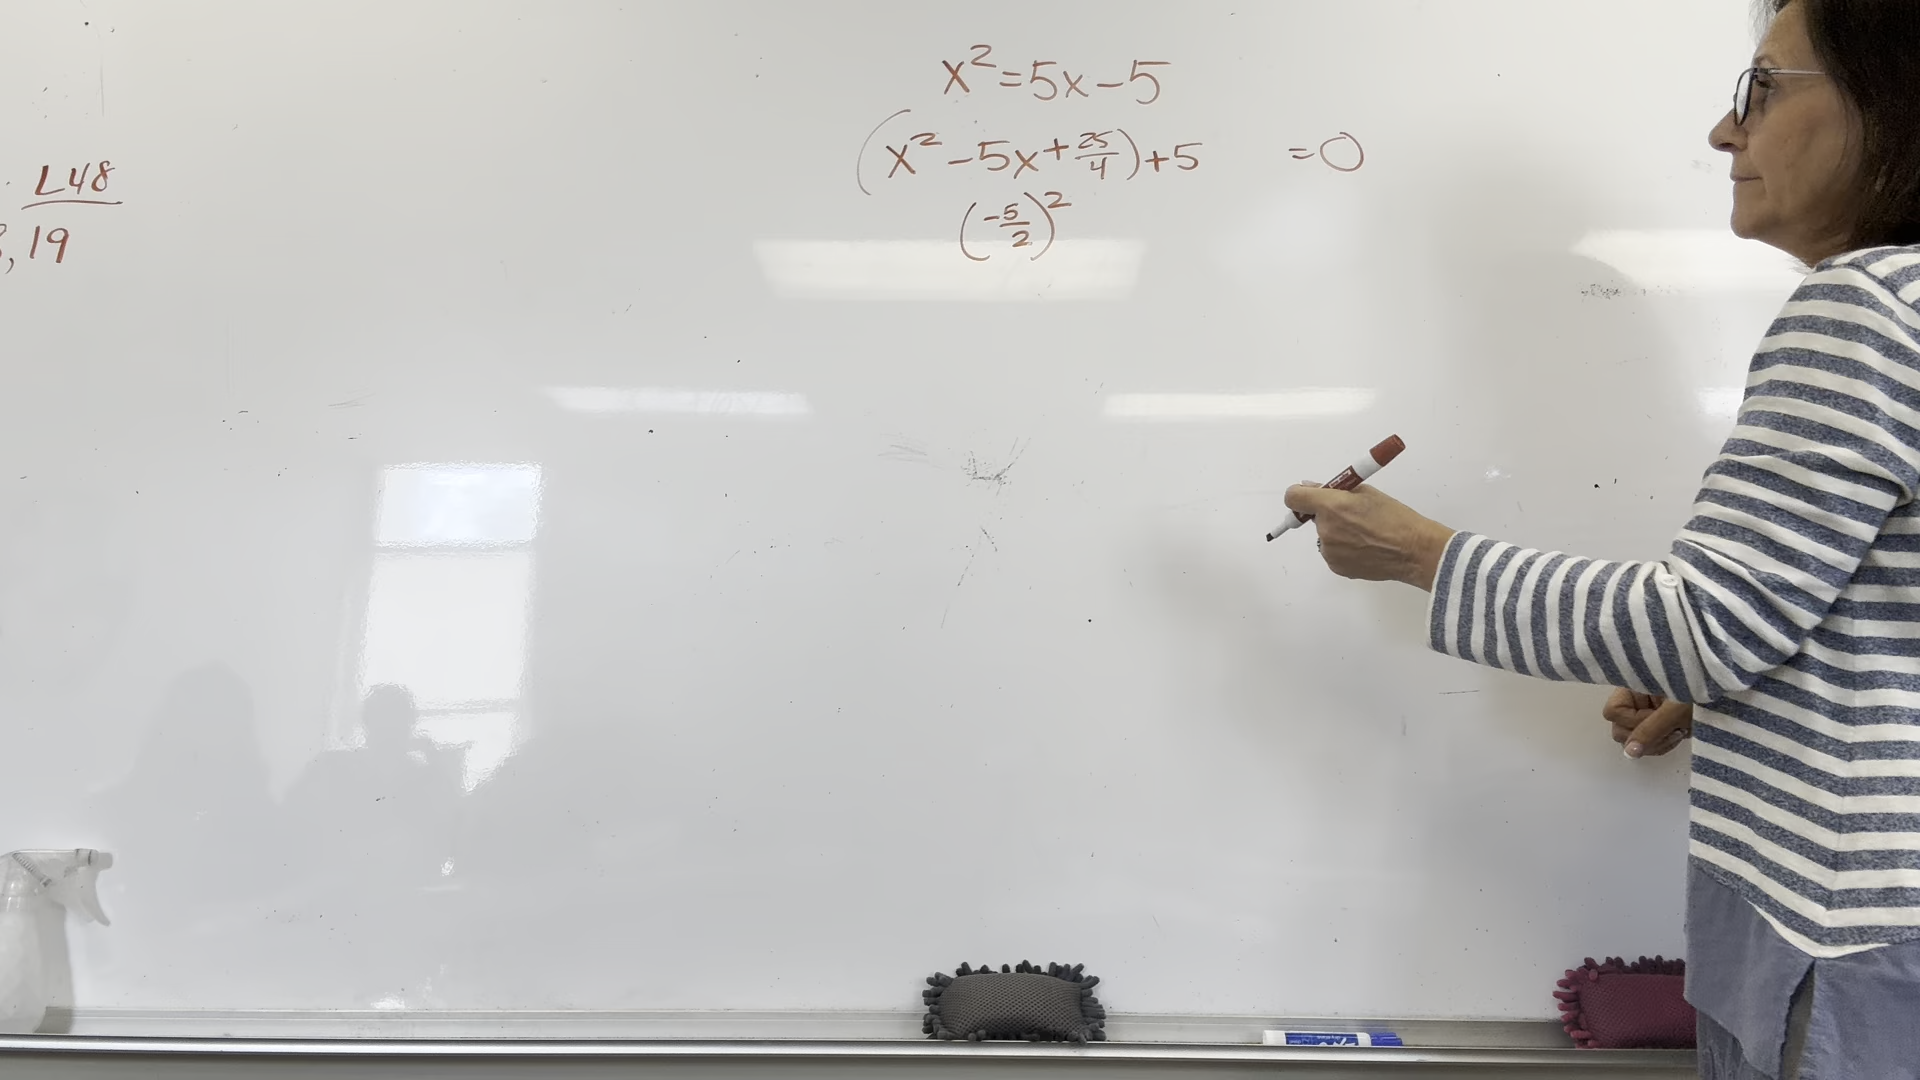 x² = 5x - 5
(x² - 5x + 25/4) + 5 = 0
(-5/2)²
L48
, 19